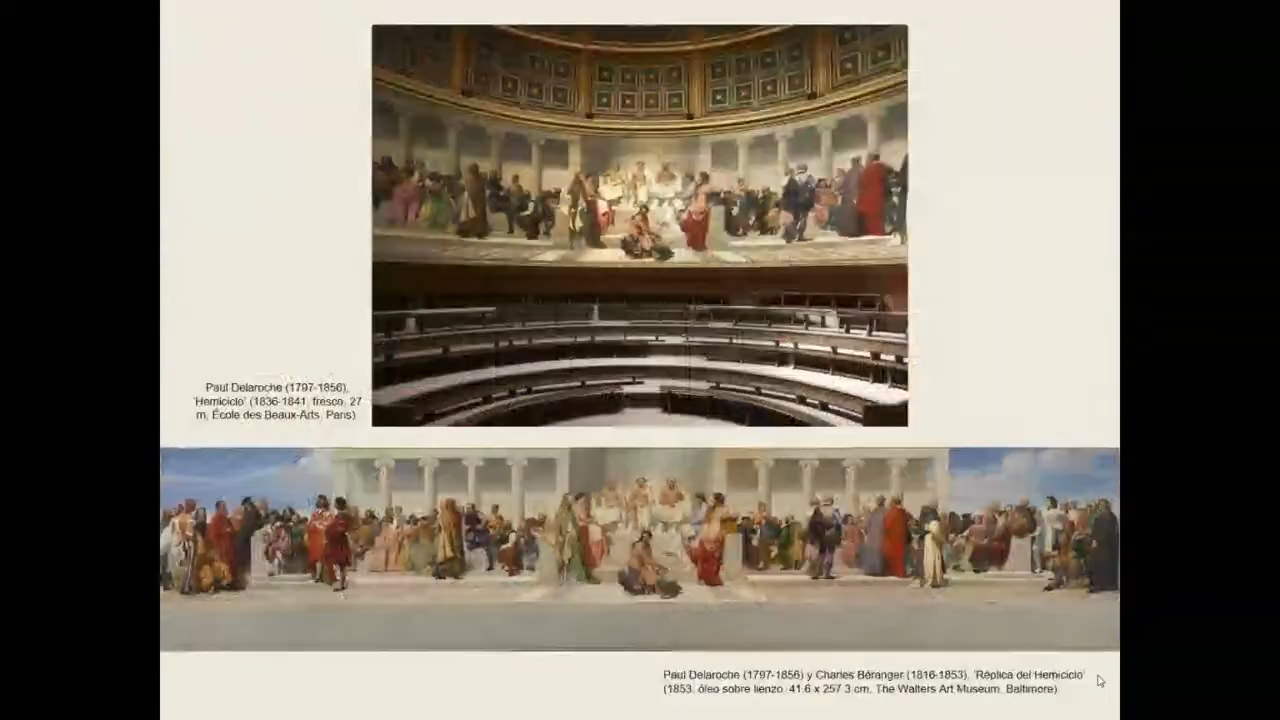 Paul Delaroche (1797-1856),
'Hemiciclo' (1836-1841, fresco, 27
m, École des Beaux-Arts, Paris)
Paul Delaroche (1797-1856) y Charles Béranger (1816-1853), 'Réplica del Hemiciclo'
(1853, óleo sobre lienzo, 41.6 x 257.3 cm, The Walters Art Museum, Baltimore)